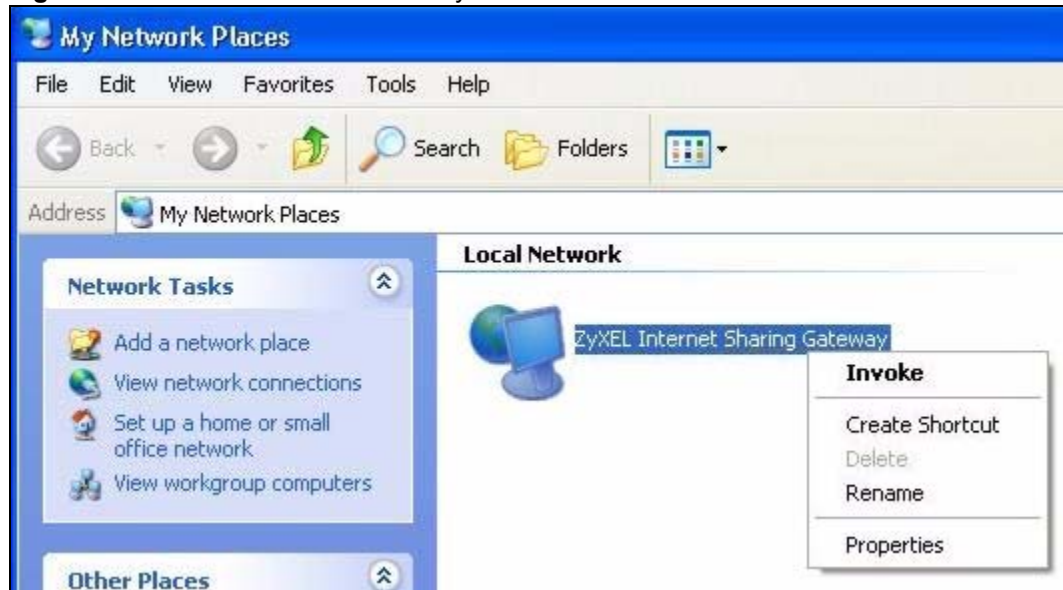 My Network Places
File Edit View Favorites Tools Help
Back Search Folders
Address My Network Places
Network Tasks
Add a network place
View network connections
Set up a home or small
office network
View workgroup computers
Other Places
Local Network
ZyXEL Internet Sharing Gateway
Invoke
Create Shortcut
Delete
Rename
Properties